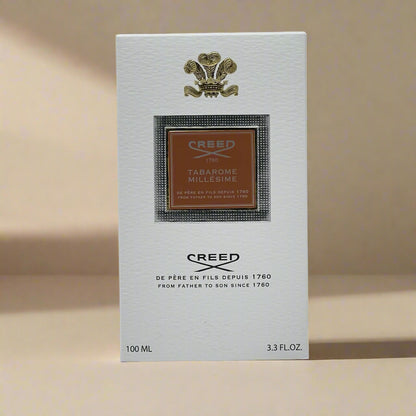 CREED
1760
TABAROME
MILLÉSIME
DE PÈRE EN FILS DEPUIS 1760
FROM FATHER TO SON SINCE 1760
CREED
DE PÈRE EN FILS DEPUIS 1760
FROM FATHER TO SON SINCE 1760
100 ML 3.3 FL.OZ.